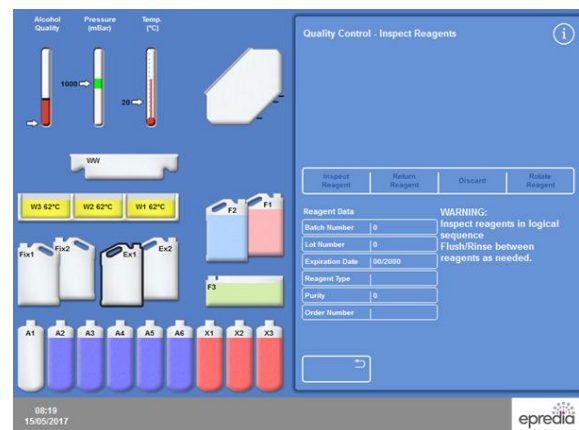 Alcohol Quality
Pressure (mBar)
Temp. (°C)
1000
20
WW
W3 62°C
W2 62°C
W1 62°C
F2
F1
Fix1
Fix2
Ex1
Ex2
F3
A1
A2
A3
A4
A5
A6
X1
X2
X3
Quality Control - Inspect Reagents
i
Inspect Reagent
Return Reagent
Discard
Rotate Reagent
Reagent Data
Batch Number 0
Lot Number 0
Expiration Date 00/2000
Reagent Type
Purity 0
Order Number
WARNING:
Inspect reagents in logical
sequence
Flush/Rinse between
reagents as needed.
08:19
15/05/2017
epredia